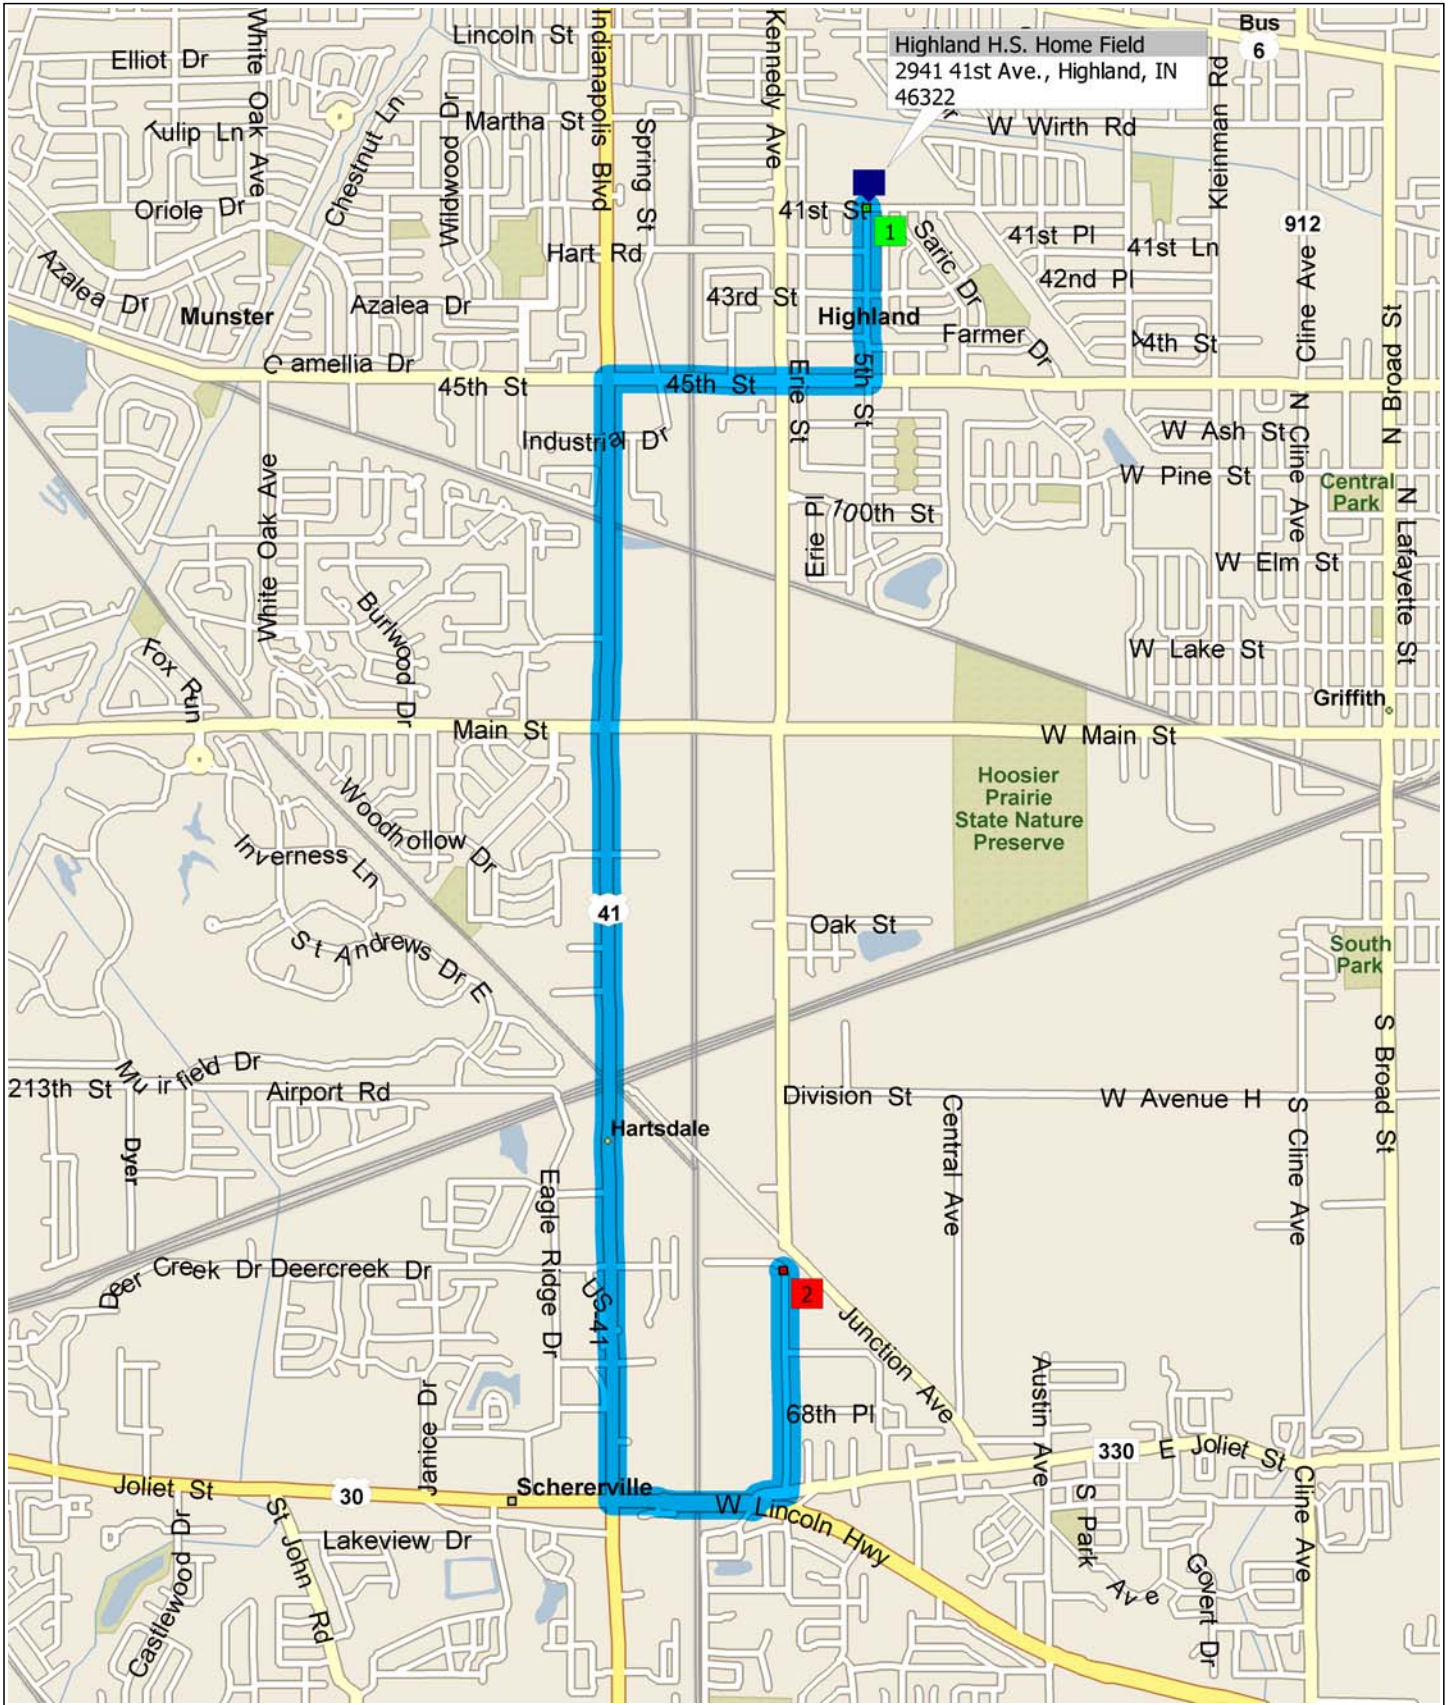 Bus
6
Highland H.S. Home Field
2941 41st Ave., Highland, IN
46322
Elliot Dr
White Oak Ave
Lincoln St
Indianapolis Blvd
Kennedy Ave
Kleinman Rd
Tulip Ln
Chestnut Ln
Wildwood Dr
Martha St
Spring St
W Wirth Rd
Oriole Dr
41st St
1
Saric Dr
41st Pl
41st Ln
912
N Cline Ave
Hart Rd
42nd Pl
Azalea Dr
Munster
Azalea Dr
43rd St
Highland
Farmer Dr
44th St
N Broad St
Camellia Dr
45th St
45th St
Erie St
5th St
Industrial Dr
W Ash St
N Cline Ave
W Pine St
Central
Park
N Lafayette St
White Oak Ave
Erie Pl
100th St
W Elm St
Burlwood Dr
Fox Run
W Lake St
Griffith
Main St
W Main St
Hoosier
Prairie
State Nature
Preserve
Woodhollow Dr
Inverness Ln
41
Oak St
St Andrews Dr E
South
Park
S Broad St
Muirfield Dr
213th St
Airport Rd
Division St
W Avenue H
Central Ave
S Cline Ave
Hartsdale
Dyer
Eagle Ridge Dr
Deer Creek Dr
Deercreek Dr
US-41
2
Junction Ave
Janice Dr
68th Pl
Austin Ave
330
E Joliet St
Cline Ave
Joliet St
30
Schererville
W Lincoln Hwy
S Park Ave
St John Rd
Lakeview Dr
Castlewood Dr
Govert Dr